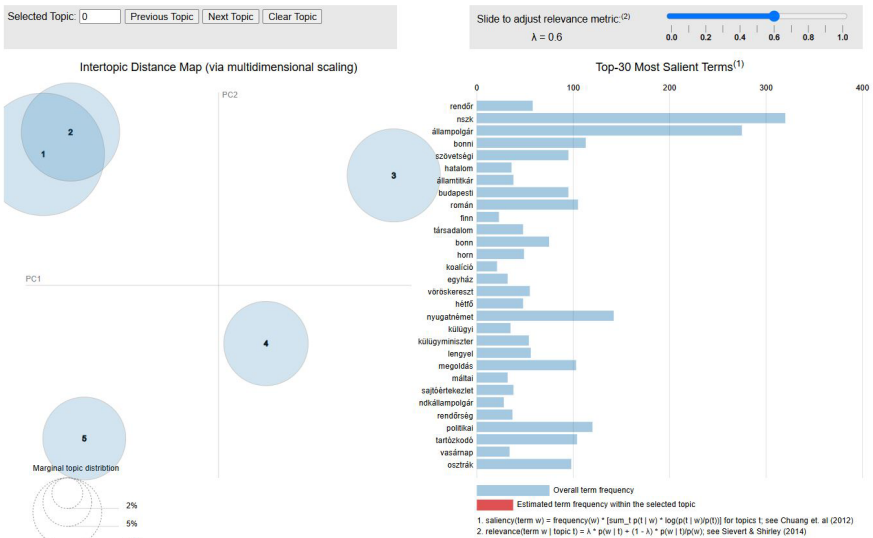 Selected Topic: 0 Previous Topic Next Topic Clear Topic
Slide to adjust relevance metric:(2)
λ = 0.6
0.0 0.2 0.4 0.6 0.8 1.0
Intertopic Distance Map (via multidimensional scaling)
PC2
PC1
1
2
3
4
5
Marginal topic distribtion
2%
5%
Top-30 Most Salient Terms(1)
0 100 200 300 400
rendőr
nszk
állampolgár
bonni
szövetségi
hatalom
államtitkár
budapesti
román
finn
társadalom
bonn
horn
koalíció
egyház
vöröskereszt
hétfő
nyugatnémet
külügyi
külügyminiszter
lengyel
megoldás
máltai
sajtóértekezlet
ndkállampolgár
rendőrség
politikai
tartózkodó
vasárnap
osztrák
Overall term frequency
Estimated term frequency within the selected topic
1. saliency(term w) = frequency(w) * [sum_t p(t | w) * log(p(t | w)/p(t))] for topics t; see Chuang et. al (2012)
2. relevance(term w | topic t) = λ * p(w | t) + (1 - λ) * p(w | t)/p(w); see Sievert & Shirley (2014)